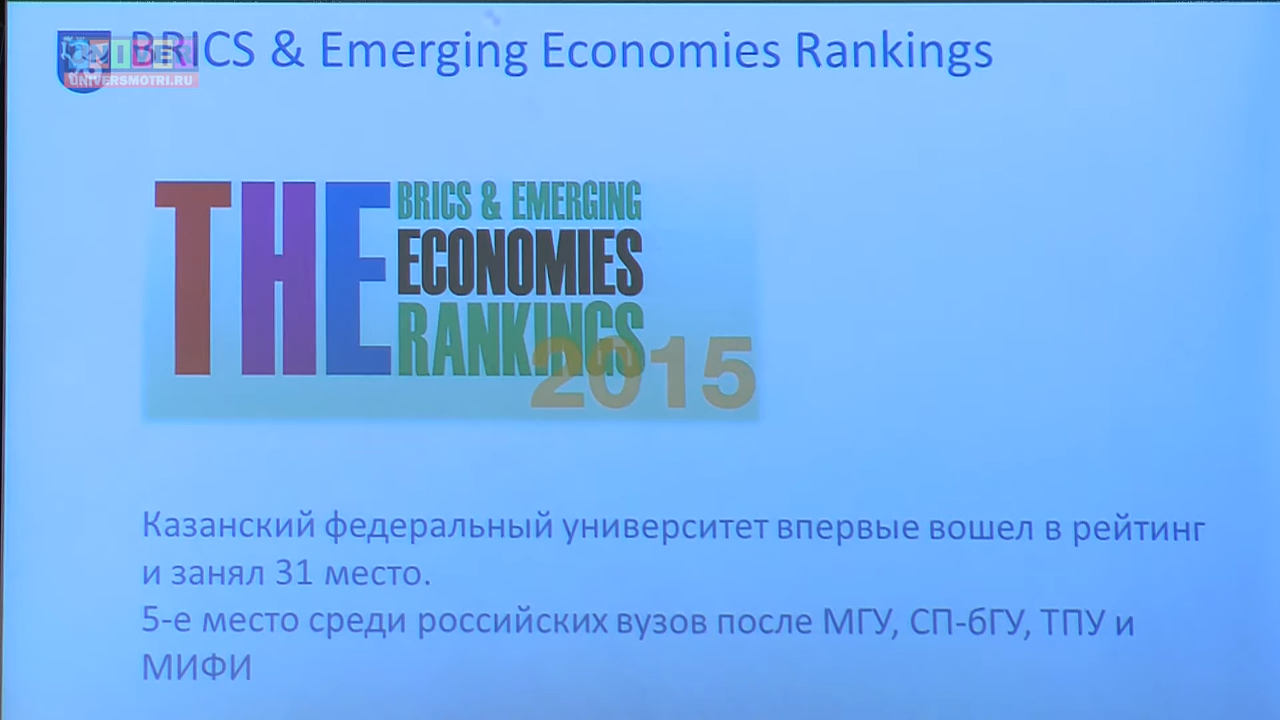 BRICS & Emerging Economies Rankings
UNIVERSMOTRI.RU
THE
BRICS & EMERGING
ECONOMIES
RANKINGS
2015
Казанский федеральный университет впервые вошел в рейтинг
и занял 31 место.
5-е место среди российских вузов после МГУ, СП-бГУ, ТПУ и
МИФИ